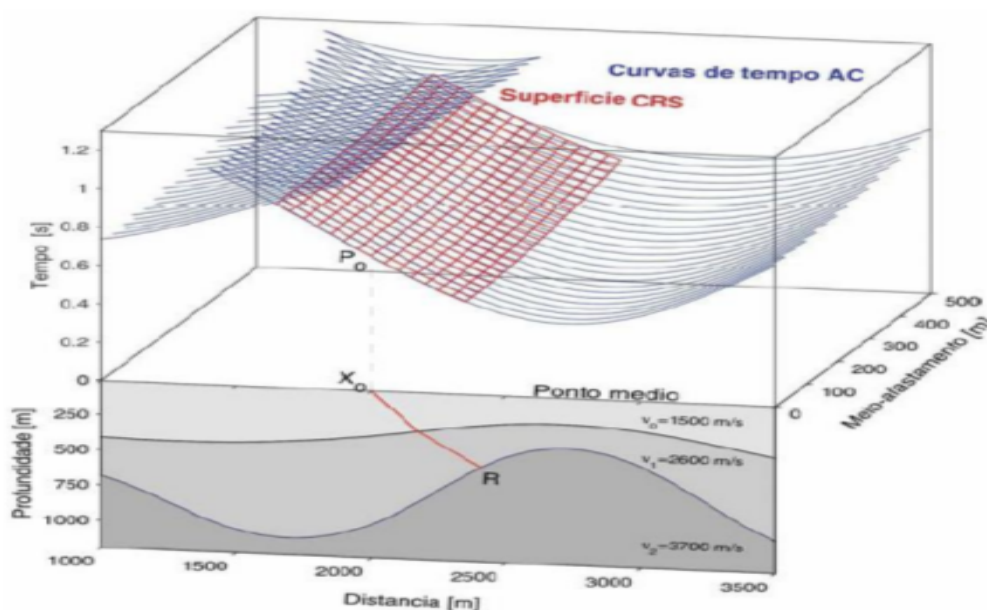 Curvas de tempo AC
Superficie CRS
1.2
1
0.8
0.6
0.4
0.2
0
Tempo [s]
P0
X0
Ponto medio
500
400
300
200
100
0
Meio-afastamento [m]
250
500
750
1000
Profundidade [m]
v0=1500 m/s
v1=2600 m/s
R
v2=3700 m/s
1000
1500
2000
2500
3000
3500
Distancia [m]